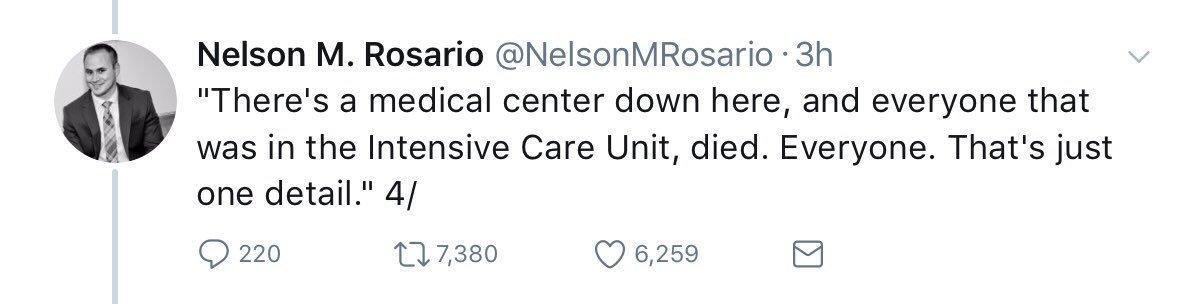 Nelson M. Rosario @NelsonMRosario · 3h
"There's a medical center down here, and everyone that
was in the Intensive Care Unit, died. Everyone. That's just
one detail." 4/
220 7,380 6,259